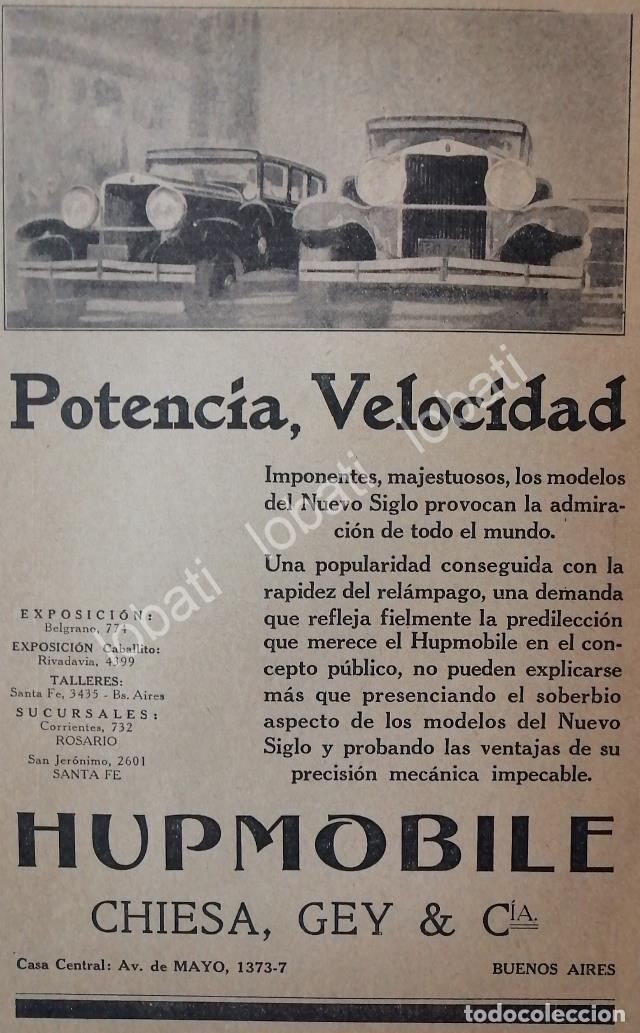 Potencía, Velocídad
Imponentes, majestuosos, los modelos
del Nuevo Siglo provocan la admira-
ción de todo el mundo.
Una popularidad conseguida con la
rapidez del relámpago, una demanda
que refleja fielmente la predilección
que merece el Hupmobile en el con-
cepto público, no pueden explicarse
más que presenciando el soberbio
aspecto de los modelos del Nuevo
Siglo y probando las ventajas de su
precisión mecánica impecable.
EXPOSICIÓN:
Belgrano, 774
EXPOSICIÓN Caballito:
Rivadavia, 4399
TALLERES:
Santa Fe, 3435 - Bs. Aires
SUCURSALES:
Corrientes, 732
ROSARIO
San Jerónimo, 2601
SANTA FE
HUPMOBILE
CHIESA, GEY & CÍA.
Casa Central: Av. de MAYO, 1373-7
BUENOS AIRES
lobati lobati lobati
todocoleccion